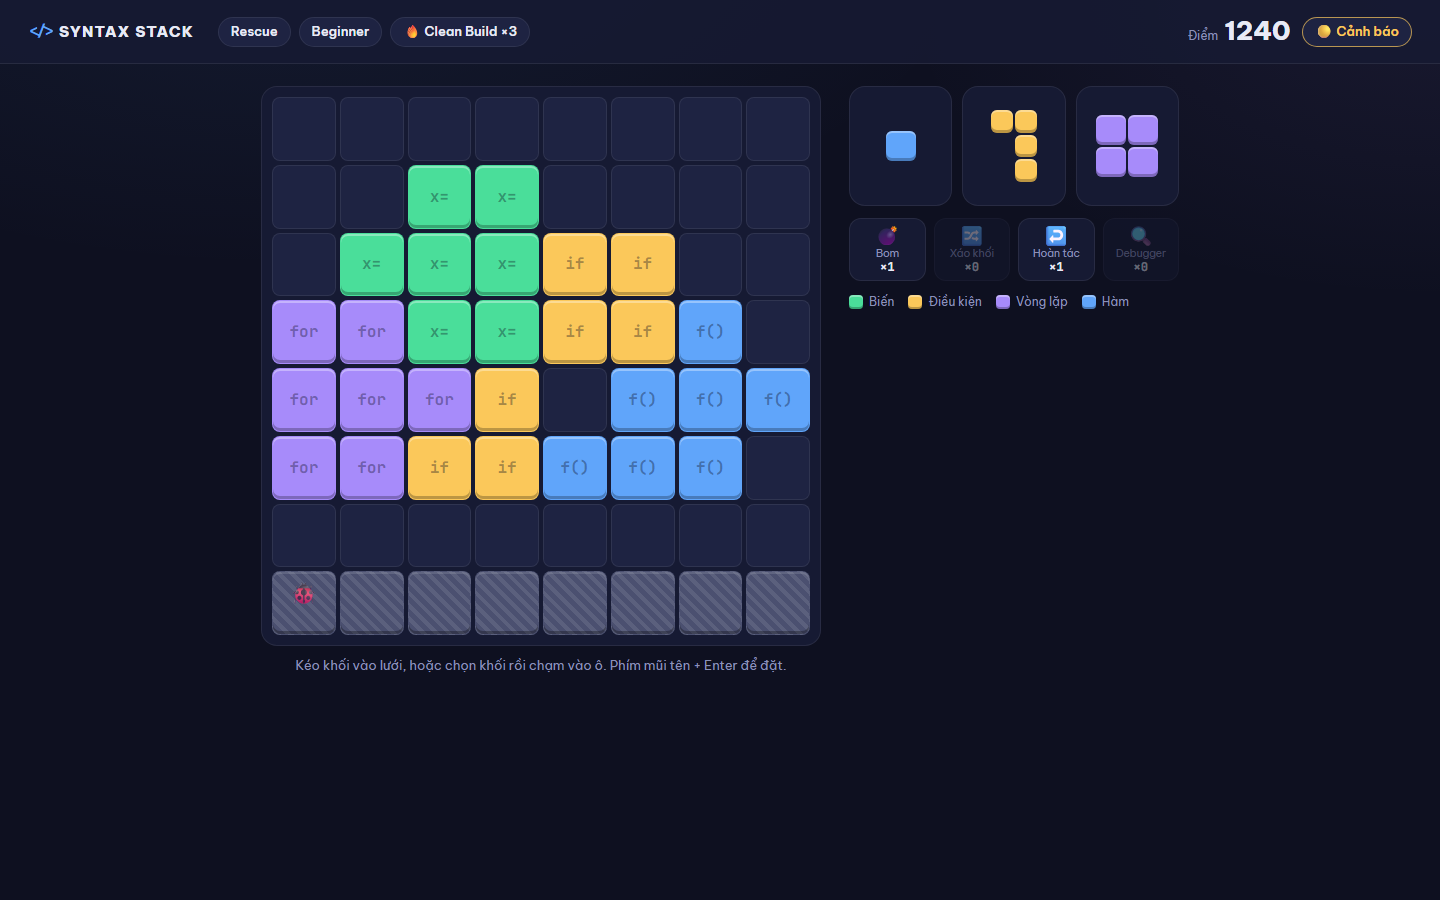 </> SYNTAX STACK Rescue Beginner Clean Build ×3 Điểm 1240 Cảnh báo
x= x=
x= x= x= if if
for for x= x= if if f()
for for for if f() f() f()
for for if if f() f() f()
Kéo khối vào lưới, hoặc chọn khối rồi chạm vào ô. Phím mũi tên + Enter để đặt.
Bom Xáo khối Hoàn tác Debugger
×1 ×0 ×1 ×0
Biến Điều kiện Vòng lặp Hàm